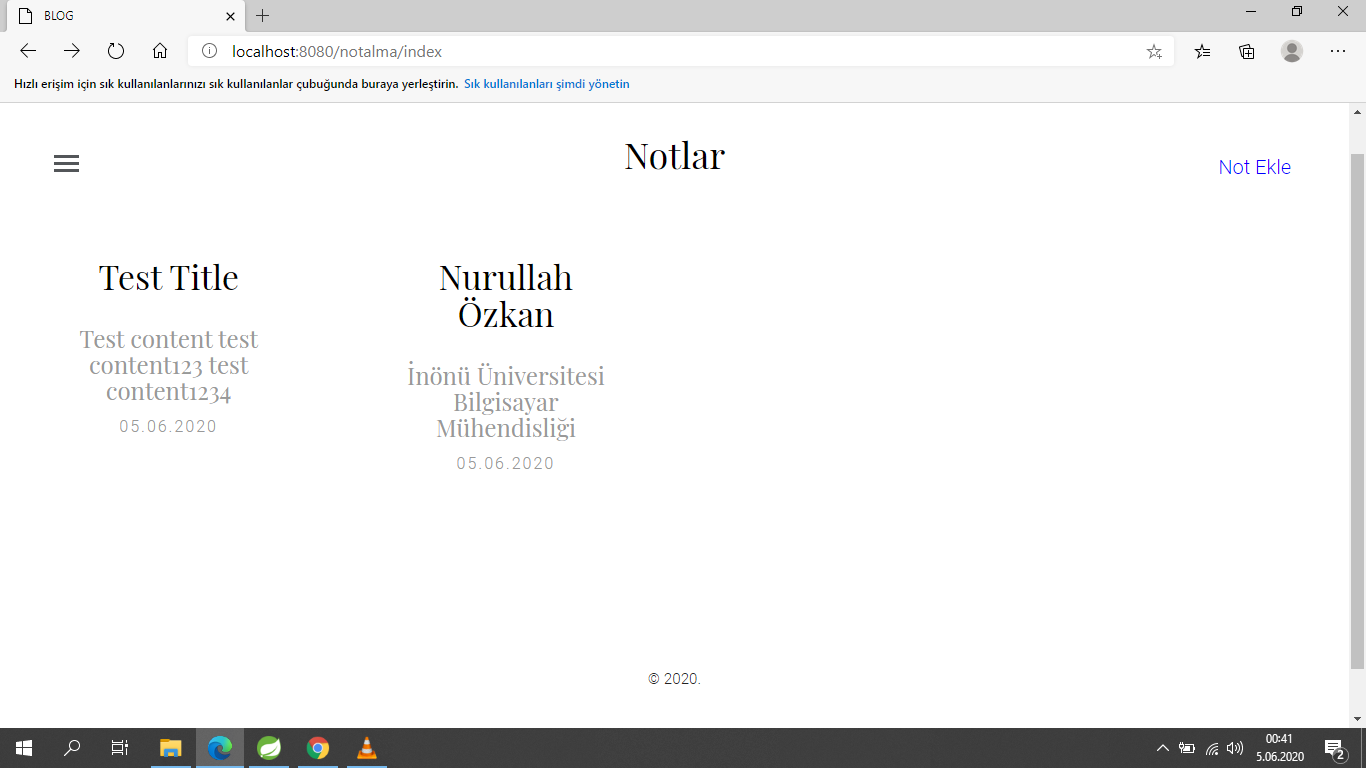 BLOG
localhost:8080/notalma/index
Hızlı erişim için sık kullanılanlarınızı sık kullanılanlar çubuğunda buraya yerleştirin. Sık kullanılanları şimdi yönetin
Notlar
Not Ekle
Test Title
Test content test
content123 test
content1234
05.06.2020
Nurullah
Özkan
İnönü Üniversitesi
Bilgisayar
Mühendisliği
05.06.2020
© 2020.
00:41
5.06.2020
2